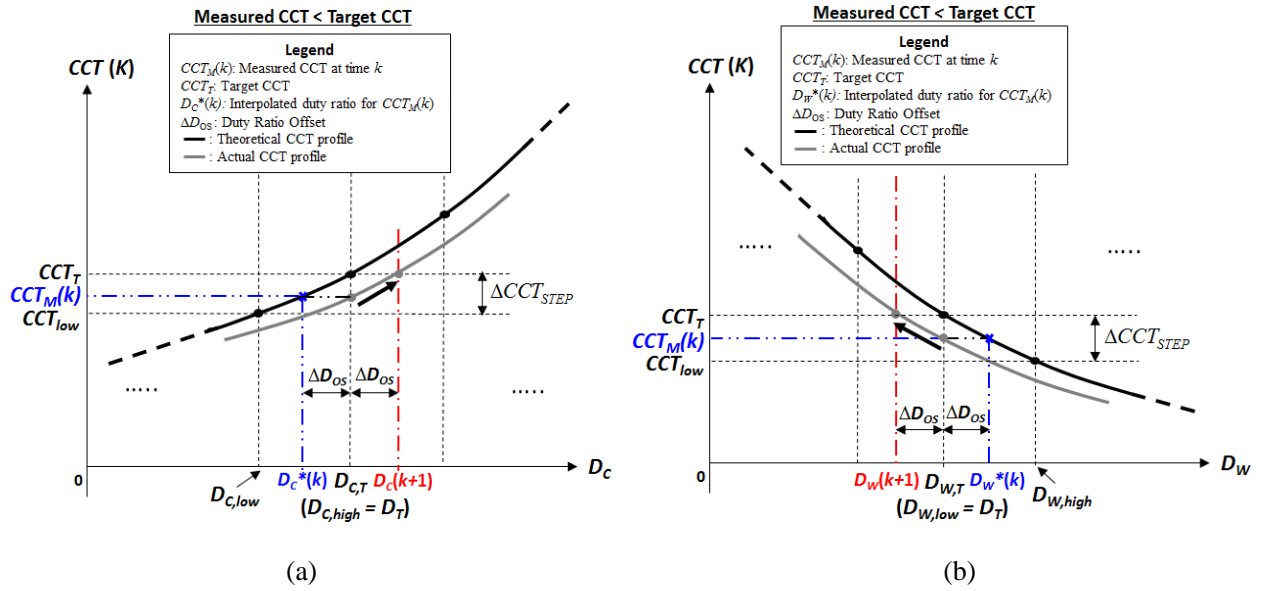 Measured CCT < Target CCT
Legend
CCT_M(k): Measured CCT at time k
CCT_T: Target CCT
D_C*(k): Interpolated duty ratio for CCT_M(k)
ΔD_OS : Duty Ratio Offset
: Theoretical CCT profile
: Actual CCT profile
CCT (K)
CCT_T
CCT_M(k)
CCT_low
ΔCCT_STEP
.....
.....
ΔD_OS ΔD_OS
0
D_C,low
D_C*(k) D_C,T D_C(k+1)
(D_C,high = D_T)
D_C
(a)
Measured CCT < Target CCT
Legend
CCT_M(k): Measured CCT at time k
CCT_T: Target CCT
D_W*(k): Interpolated duty ratio for CCT_M(k)
ΔD_OS : Duty Ratio Offset
: Theoretical CCT profile
: Actual CCT profile
CCT (K)
.....
.....
CCT_T
CCT_M(k)
CCT_low
ΔCCT_STEP
ΔD_OS ΔD_OS
0
D_W(k+1) D_W,T D_W*(k)
(D_W,low = D_T)
D_W,high
D_W
(b)